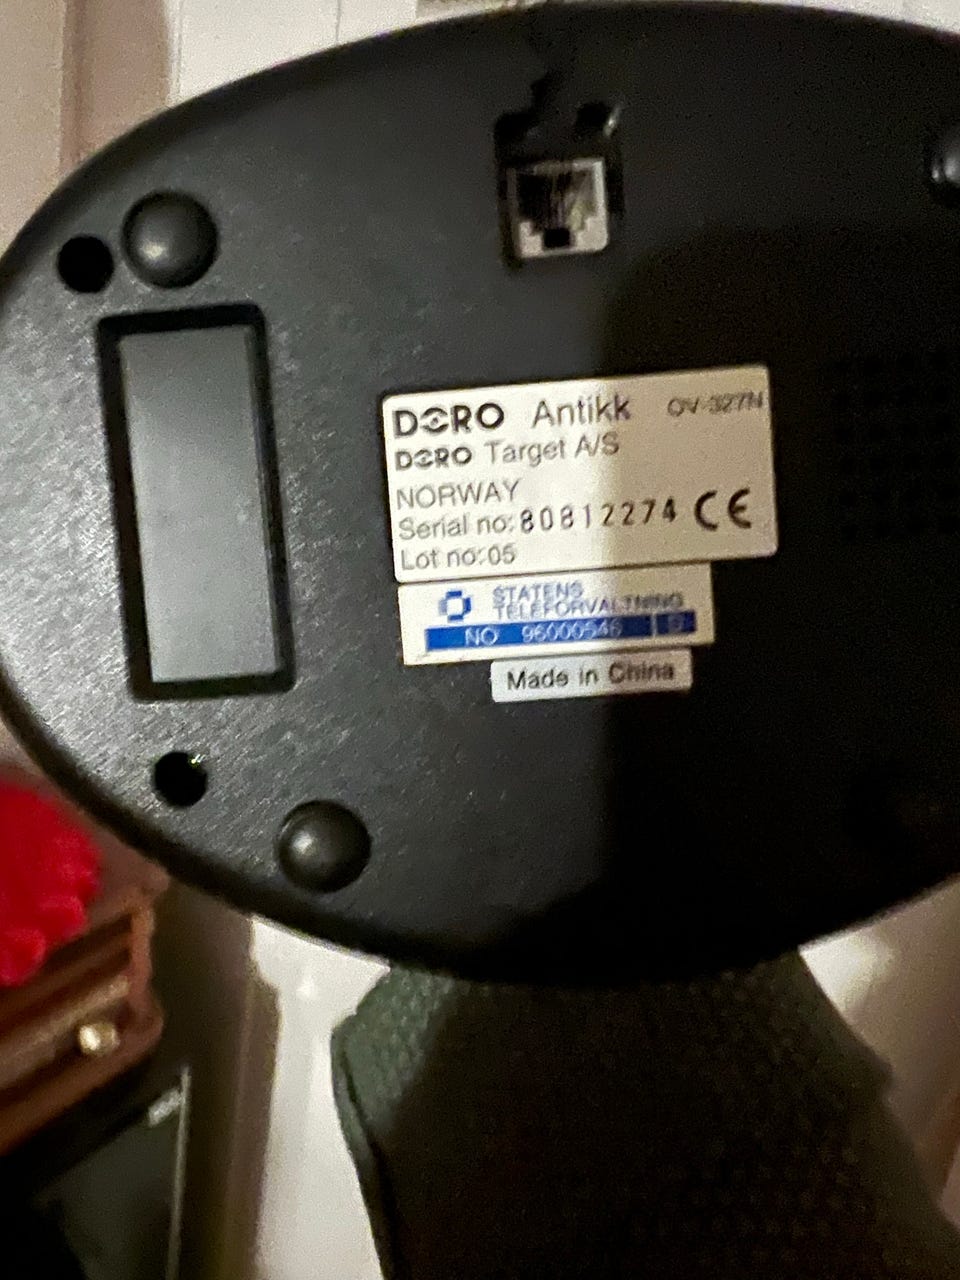 DORO Antikk OV-327N
DORO Target A/S
NORWAY
Serial no: 80812274 CE
Lot no: 05
STATENS
TELEFORVALTNING
NO 96000546
Made in China